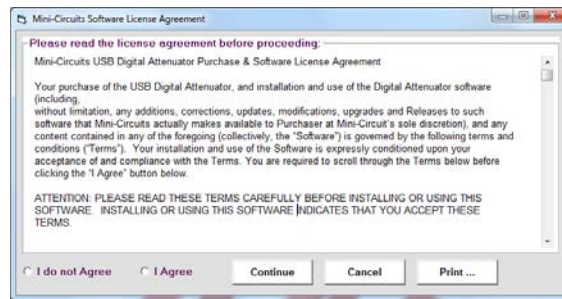 Mini-Circuits Software License Agreement
Please read the license agreement before proceeding:
Mini-Circuits USB Digital Attenuator Purchase & Software License Agreement
Your purchase of the USB Digital Attenuator, and installation and use of the Digital Attenuator software
(including,
without limitation, any additions, corrections, updates, modifications, upgrades and Releases to such
software that Mini-Circuits actually makes available to Purchaser at Mini-Circuit's sole discretion), and any
content contained in any of the foregoing (collectively, the "Software") is governed by the following terms and
conditions ("Terms"). Your installation and use of the Software is expressly conditioned upon your
acceptance of and compliance with the Terms. You are required to scroll through the Terms below before
clicking the "I Agree" button below.
ATTENTION: PLEASE READ THESE TERMS CAREFULLY BEFORE INSTALLING OR USING THIS
SOFTWARE. INSTALLING OR USING THIS SOFTWARE INDICATES THAT YOU ACCEPT THESE
TERMS.
I do not Agree I Agree Continue Cancel Print ...